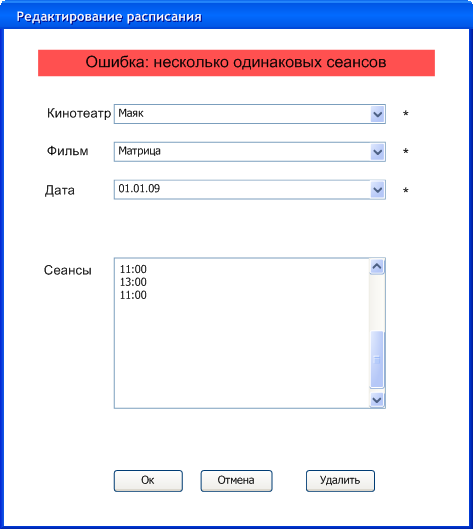 Редактирование расписания
Ошибка: несколько одинаковых сеансов
Кинотеатр Маяк *
Фильм Матрица *
Дата 01.01.09 *
Сеансы
11:00
13:00
11:00
Ок Отмена Удалить